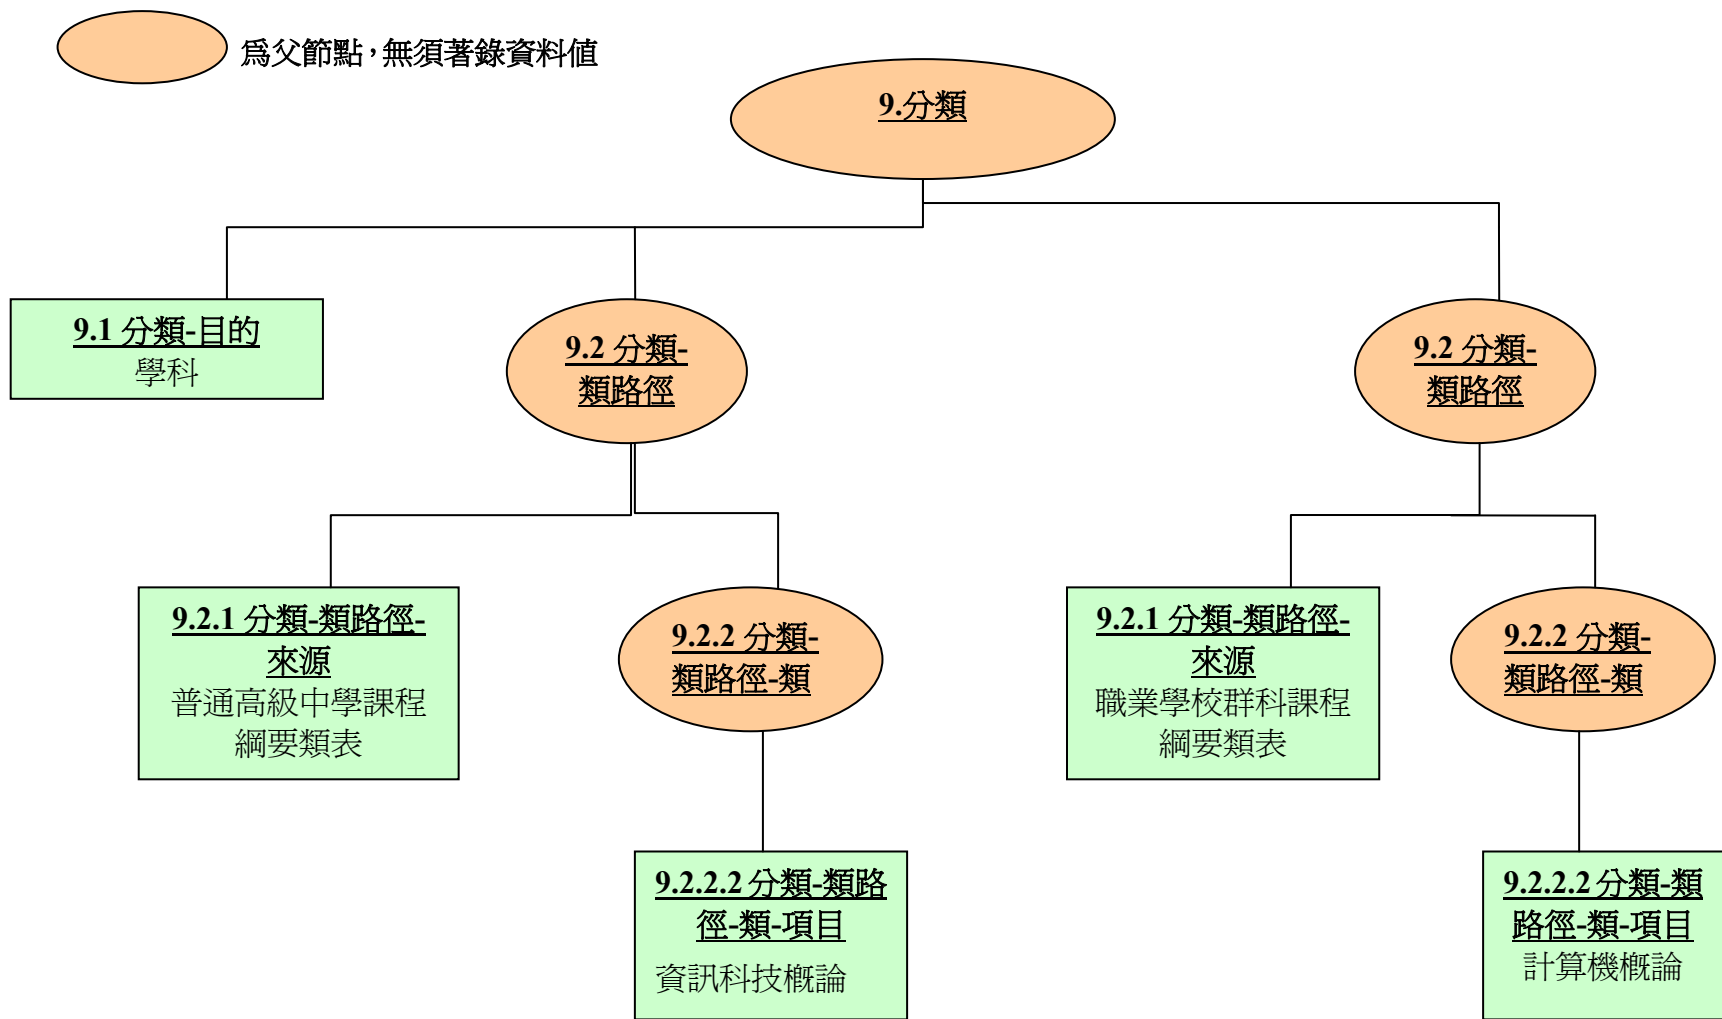 為父節點，無須著錄資料值
9.分類
9.1 分類-目的
學科
9.2 分類-
類路徑
9.2 分類-
類路徑
9.2.1 分類-類路徑-
來源
普通高級中學課程
綱要類表
9.2.2 分類-
類路徑-類
9.2.1 分類-類路徑-
來源
職業學校群科課程
綱要類表
9.2.2 分類-
類路徑-類
9.2.2.2 分類-類路
徑-類-項目
資訊科技概論
9.2.2.2 分類-類
路徑-類-項目
計算機概論